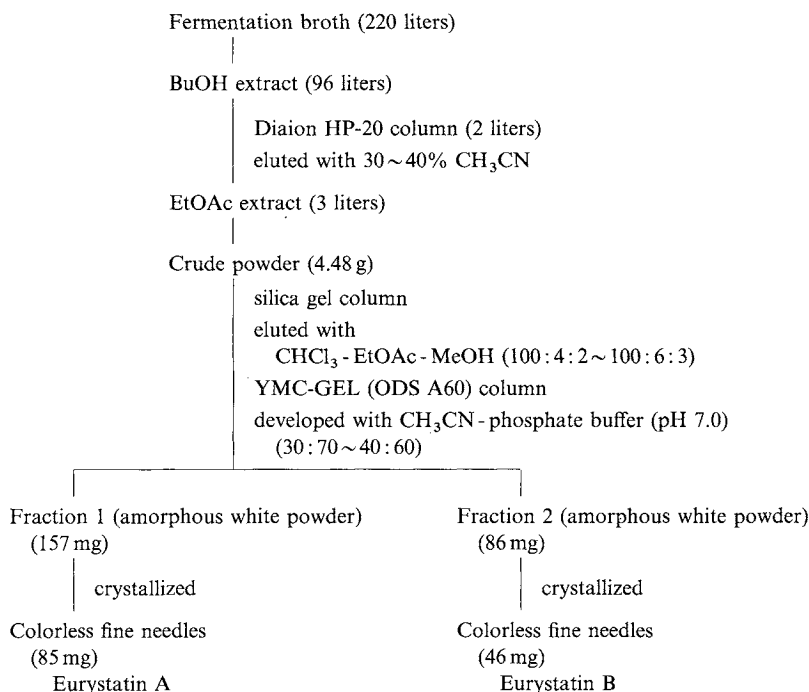 Fermentation broth (220 liters)
BuOH extract (96 liters)
Diaion HP-20 column (2 liters)
eluted with 30~40% CH₃CN
EtOAc extract (3 liters)
Crude powder (4.48 g)
silica gel column
eluted with
CHCl₃-EtOAc-MeOH (100:4:2~100:6:3)
YMC-GEL (ODS A60) column
developed with CH₃CN-phosphate buffer (pH 7.0)
(30:70~40:60)
Fraction 1 (amorphous white powder)
(157 mg)
crystallized
Colorless fine needles
(85 mg)
Eurystatin A
Fraction 2 (amorphous white powder)
(86 mg)
crystallized
Colorless fine needles
(46 mg)
Eurystatin B